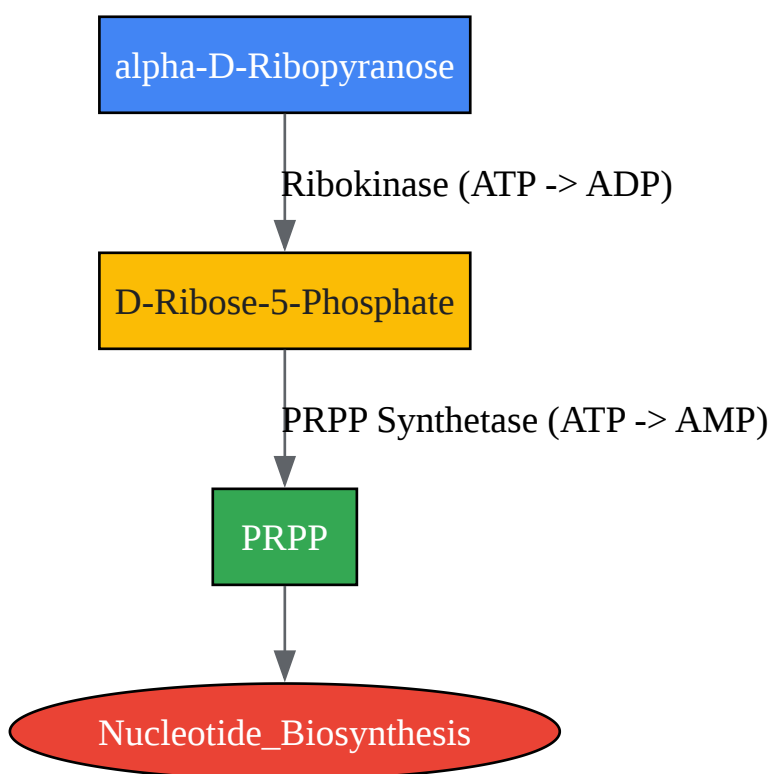 alpha-D-Ribopyranose
Ribokinase (ATP -> ADP)
D-Ribose-5-Phosphate
PRPP Synthetase (ATP -> AMP)
PRPP
Nucleotide_Biosynthesis